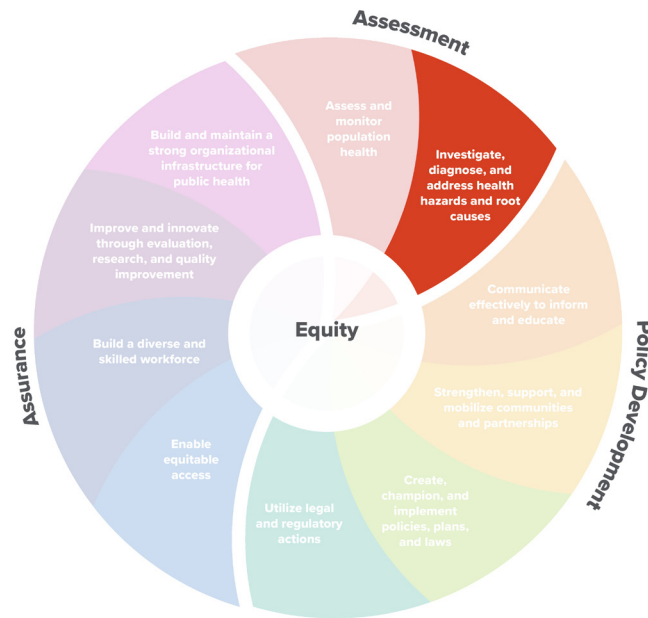 Assessment
Assess and
monitor
population
health
Investigate,
diagnose, and
address health
hazards and root
causes
Policy Development
Communicate
effectively to inform
and educate
Strengthen, support, and
mobilize communities
and partnerships
Create,
champion, and
implement
policies, plans,
and laws
Utilize legal
and regulatory
actions
Assurance
Enable
equitable
access
Build a diverse and
skilled workforce
Improve and innovate
through evaluation,
research, and quality
improvement
Build and maintain a
strong organizational
infrastructure for
public health
Equity